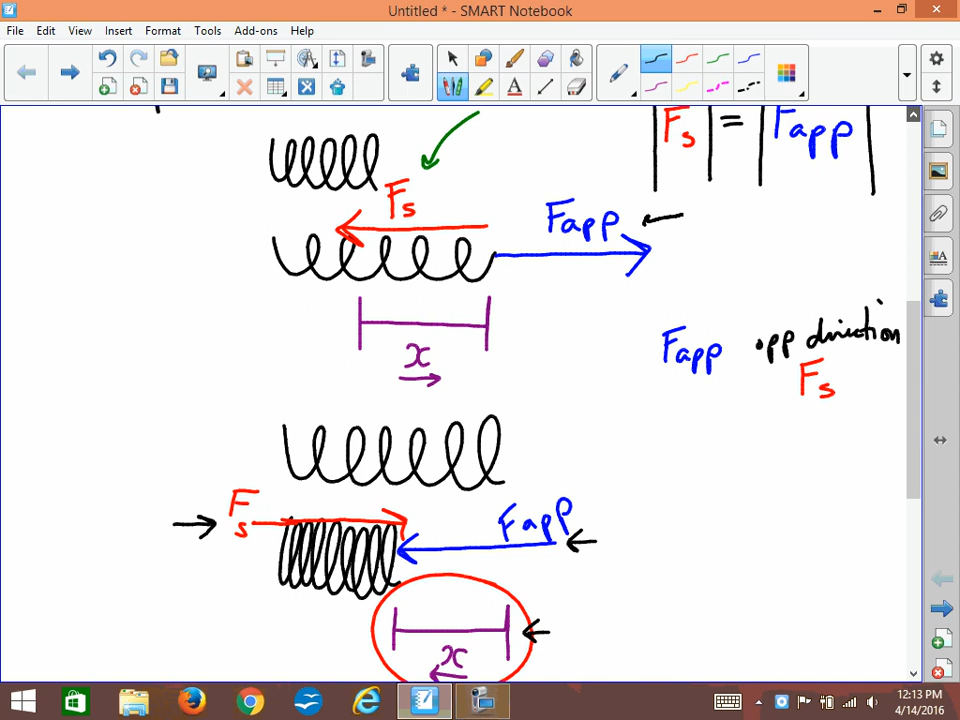 Untitled * - SMART Notebook
File Edit View Insert Format Tools Add-ons Help
|Fs| = |Fapp|
Fs
Fapp
x
Fapp opp direction
Fs
Fs
Fapp
x
12:13 PM
4/14/2016